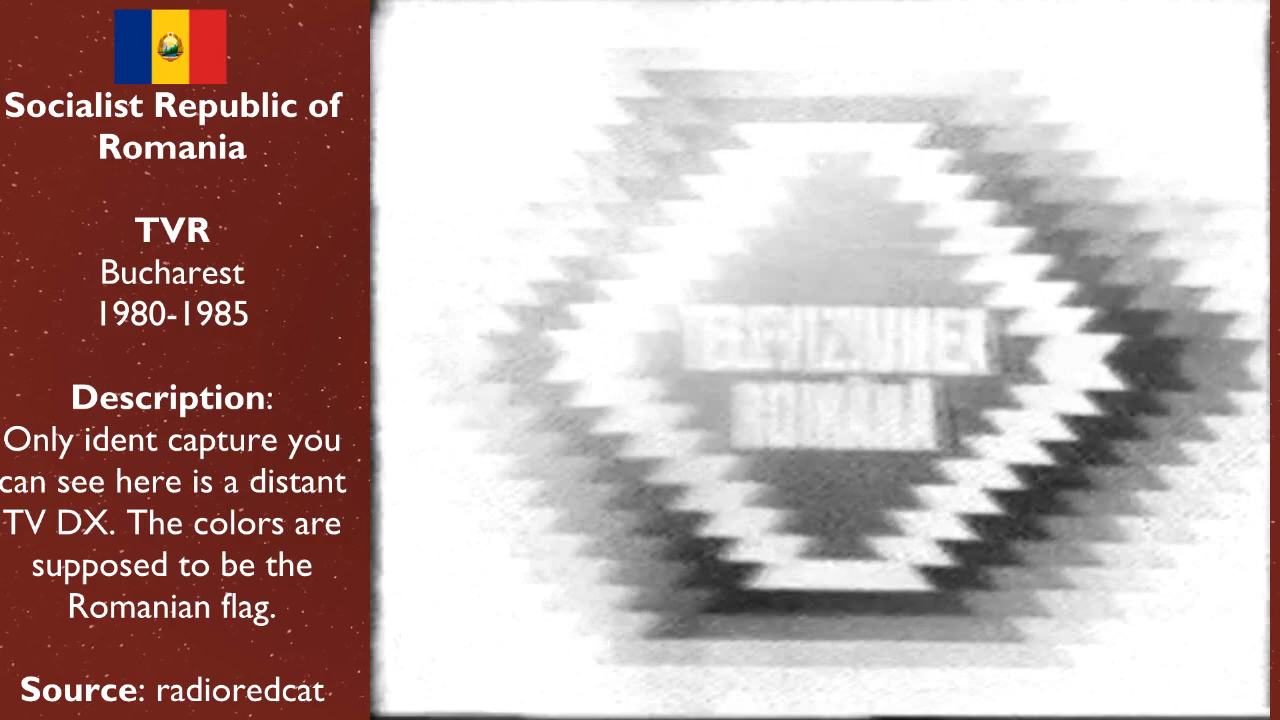 Socialist Republic of
Romania
TVR
Bucharest
1980-1985
Description:
Only ident capture you
can see here is a distant
TV DX. The colors are
supposed to be the
Romanian flag.
Source: radioredcat